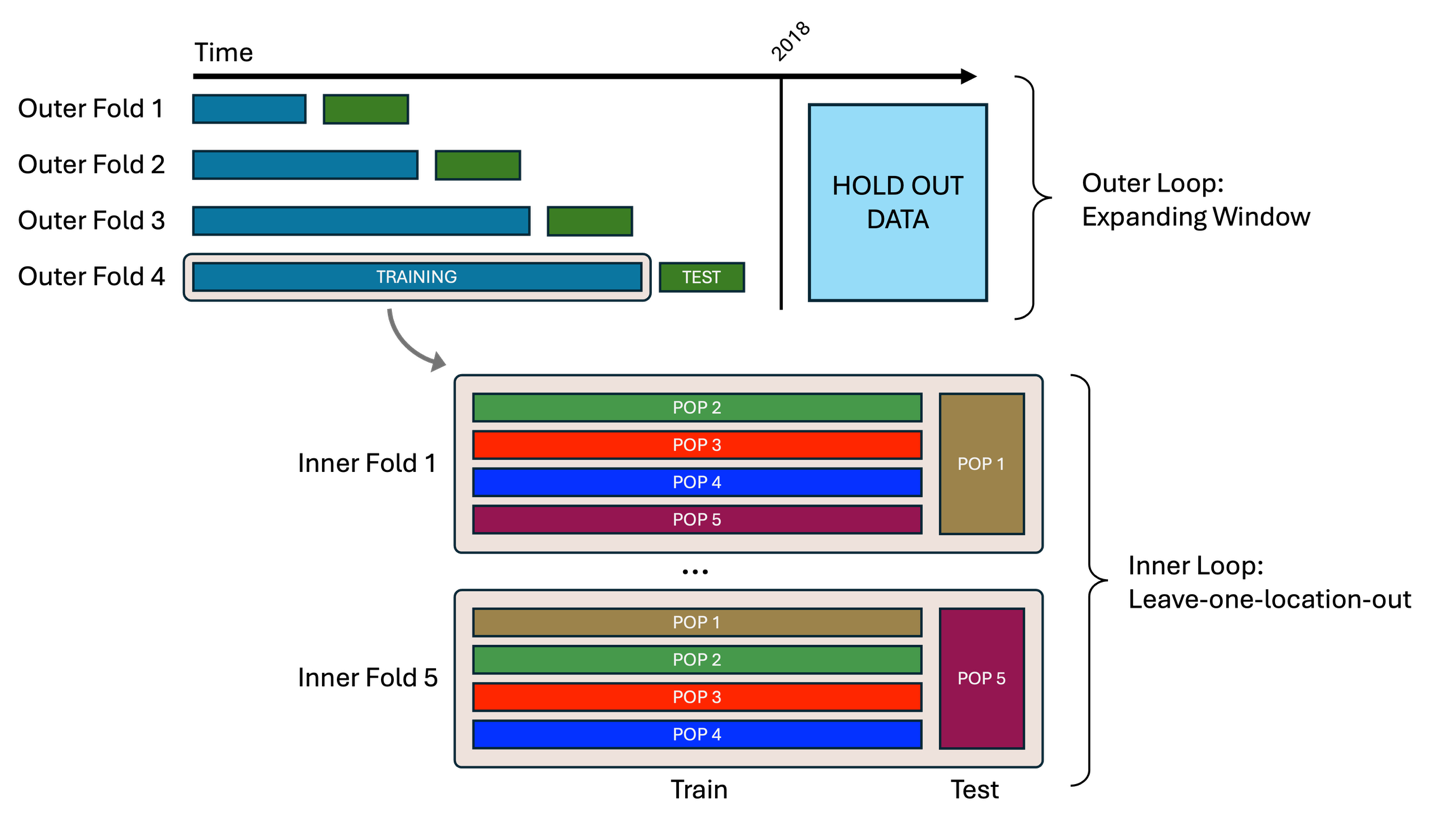 Time
2018
Outer Fold 1
Outer Fold 2
Outer Fold 3
Outer Fold 4
TRAINING
TEST
HOLD OUT
DATA
Outer Loop:
Expanding Window
Inner Fold 1
POP 2
POP 3
POP 4
POP 5
POP 1
...
Inner Fold 5
POP 1
POP 2
POP 3
POP 4
POP 5
Inner Loop:
Leave-one-location-out
Train
Test